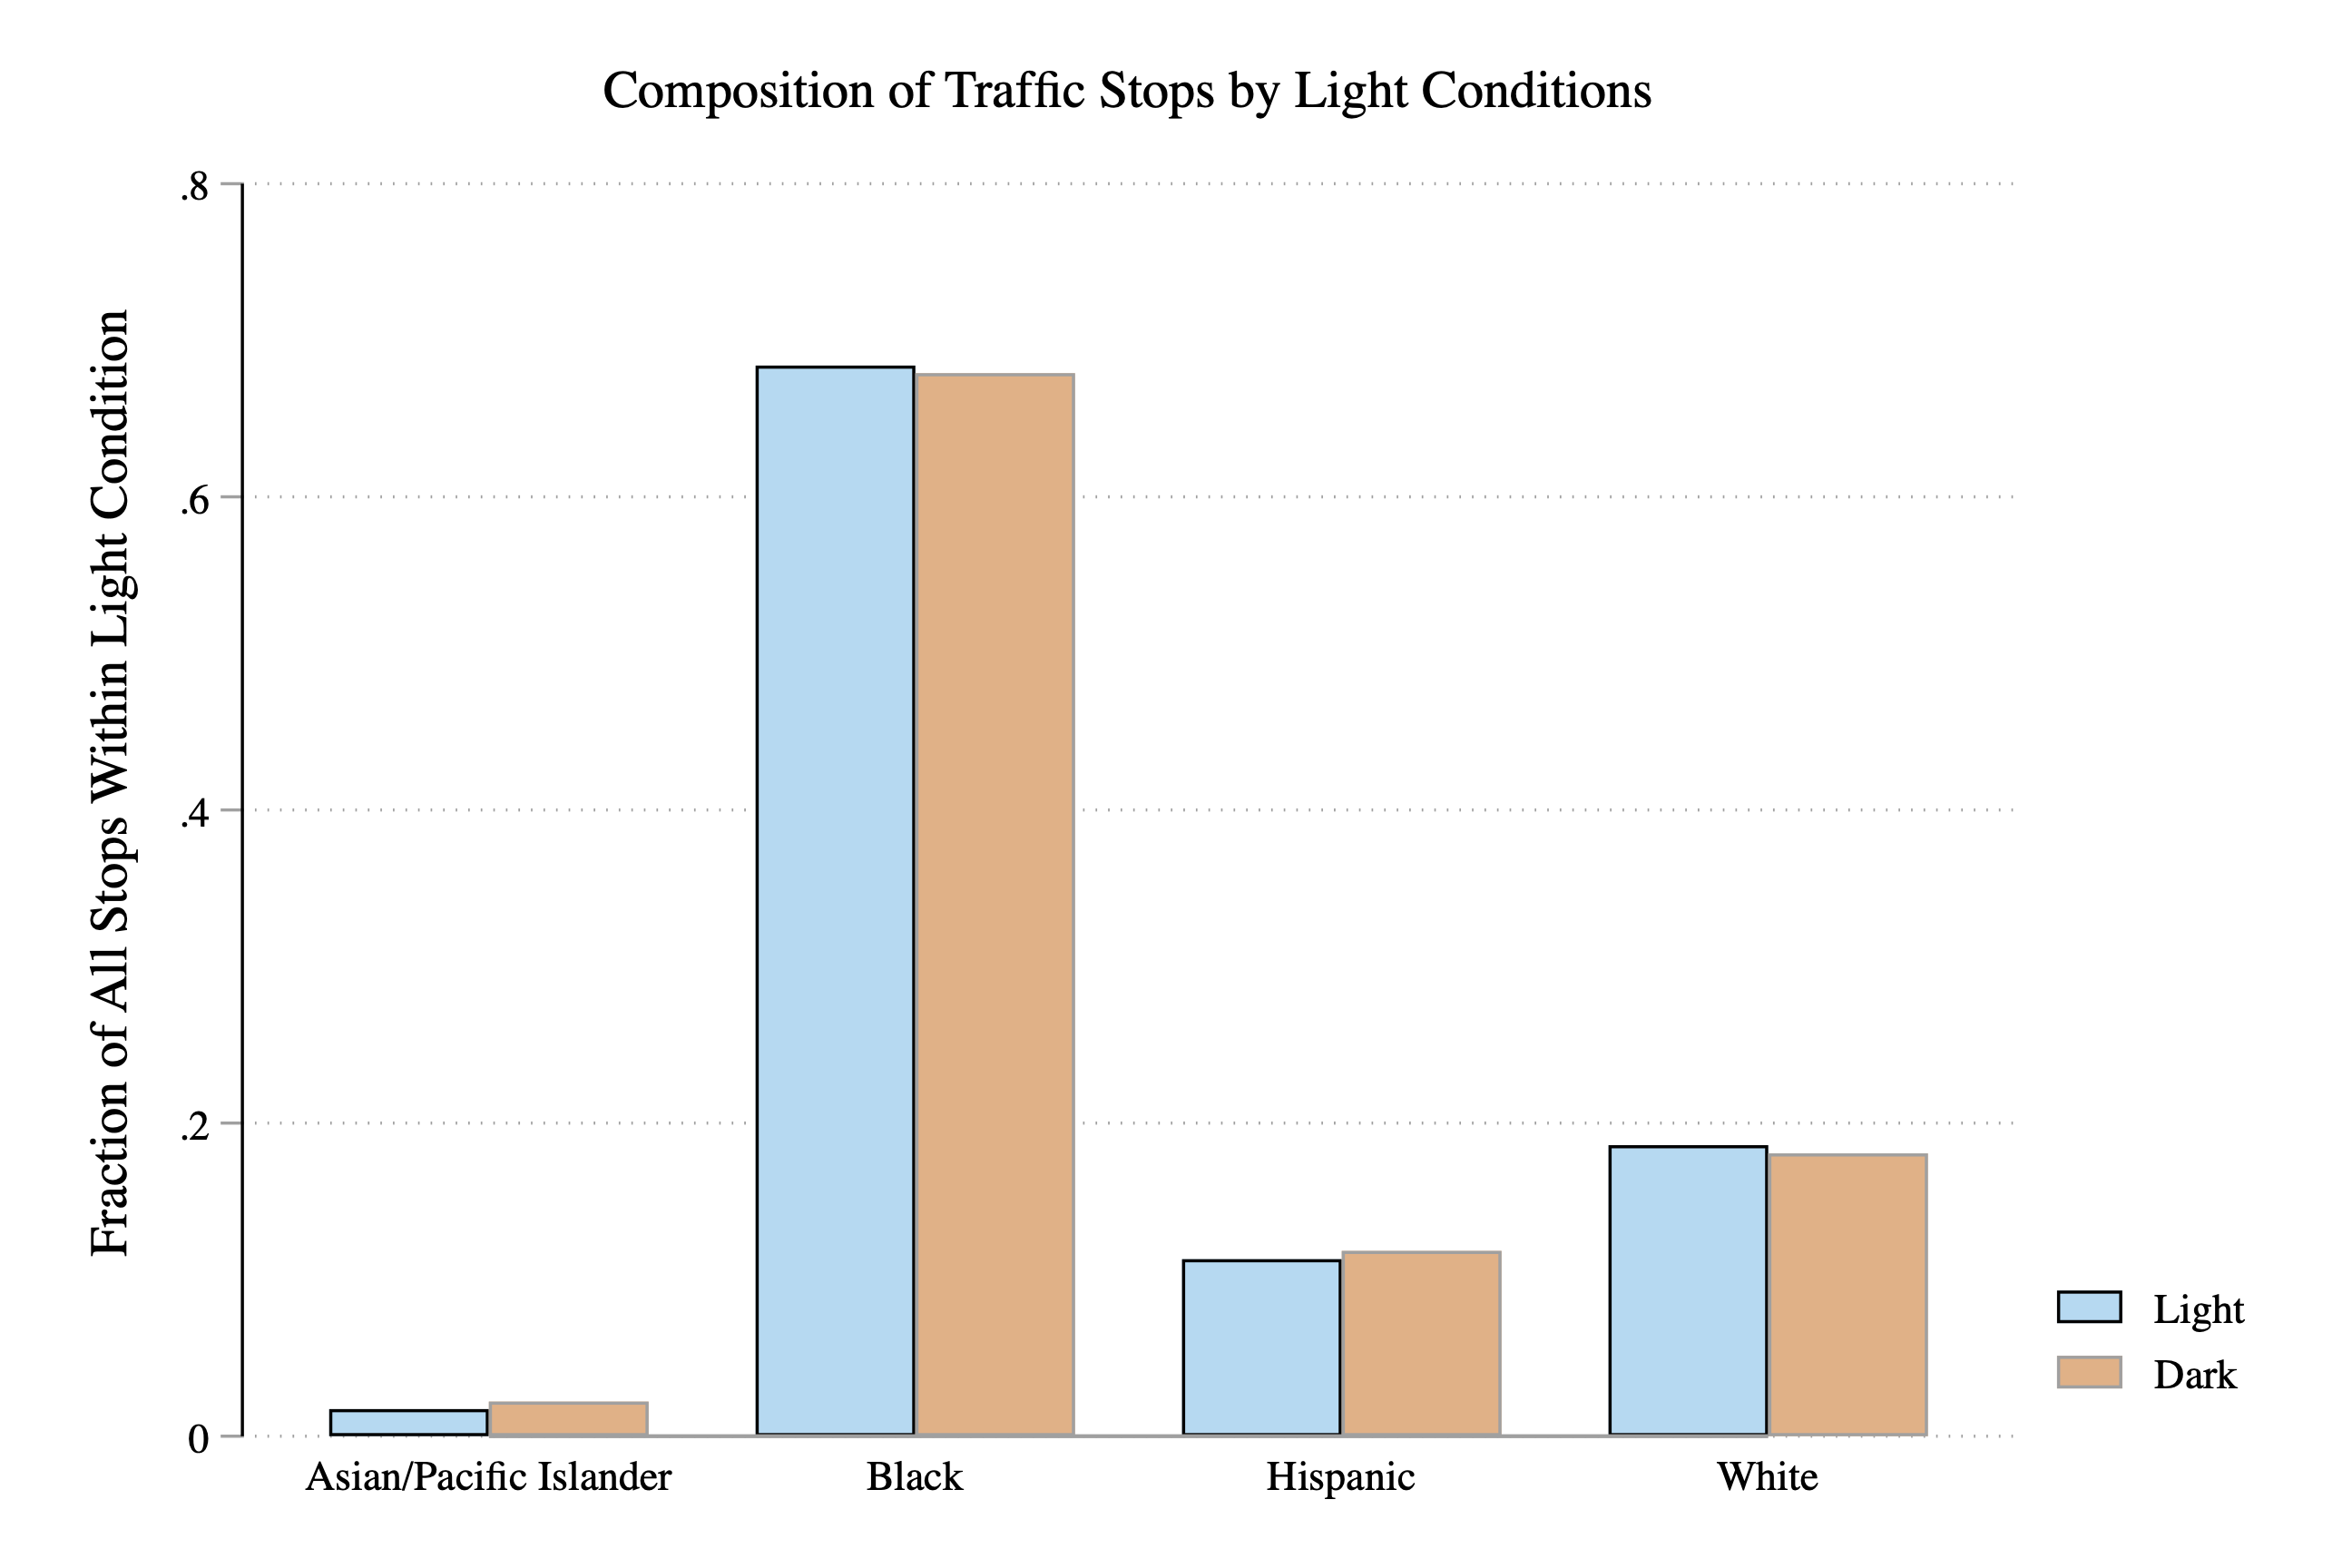 Composition of Traffic Stops by Light Conditions
Fraction of All Stops Within Light Condition
.8
.6
.4
.2
0
Asian/Pacific Islander
Black
Hispanic
White
Light
Dark